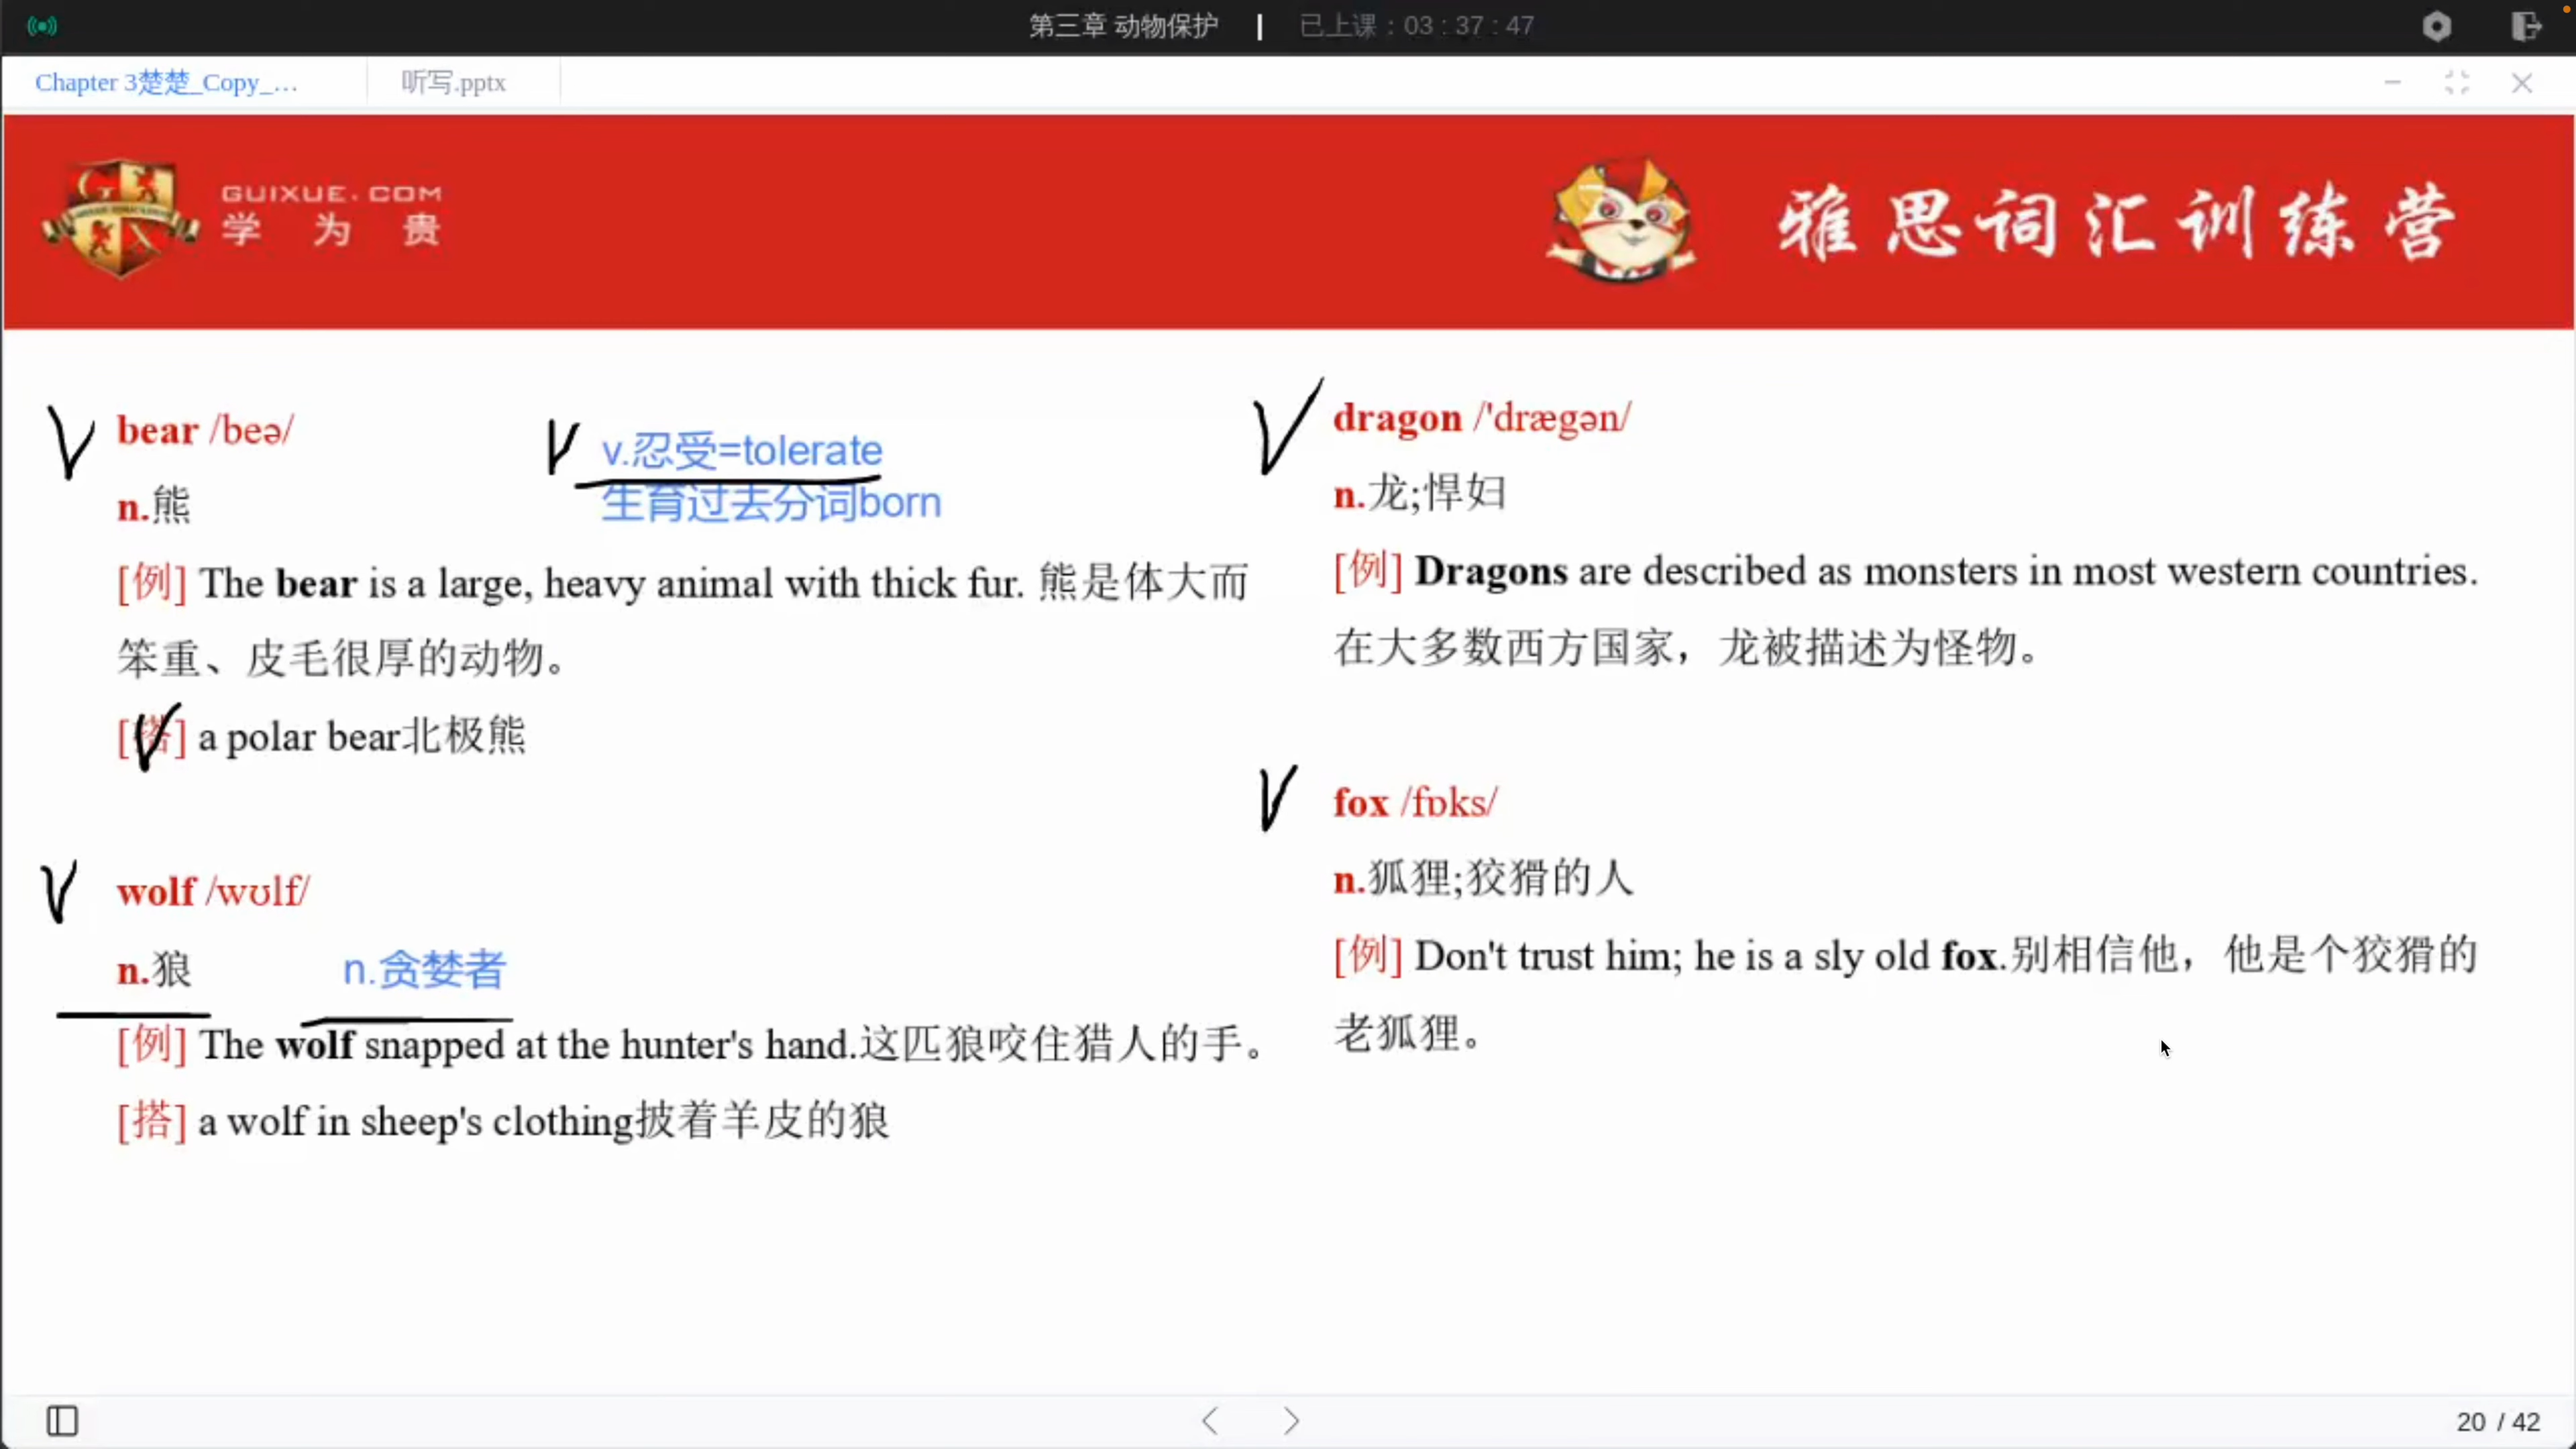 第三章 动物保护 | 已上课：03 : 37 : 47
Chapter 3楚楚_Copy_... 听写.pptx
GUIXUE.COM
学为贵
雅思词汇训练营
bear /beə/
v.忍受=tolerate
n.熊
生育过去分词born
[例] The bear is a large, heavy animal with thick fur. 熊是体大而
笨重、皮毛很厚的动物。
[搭] a polar bear北极熊
wolf /wʊlf/
n.狼 n.贪婪者
[例] The wolf snapped at the hunter's hand.这匹狼咬住猎人的手。
[搭] a wolf in sheep's clothing披着羊皮的狼
dragon /'drægən/
n.龙;悍妇
[例] Dragons are described as monsters in most western countries.
在大多数西方国家，龙被描述为怪物。
fox /fɒks/
n.狐狸;狡猾的人
[例] Don't trust him; he is a sly old fox.别相信他，他是个狡猾的
老狐狸。
20 / 42